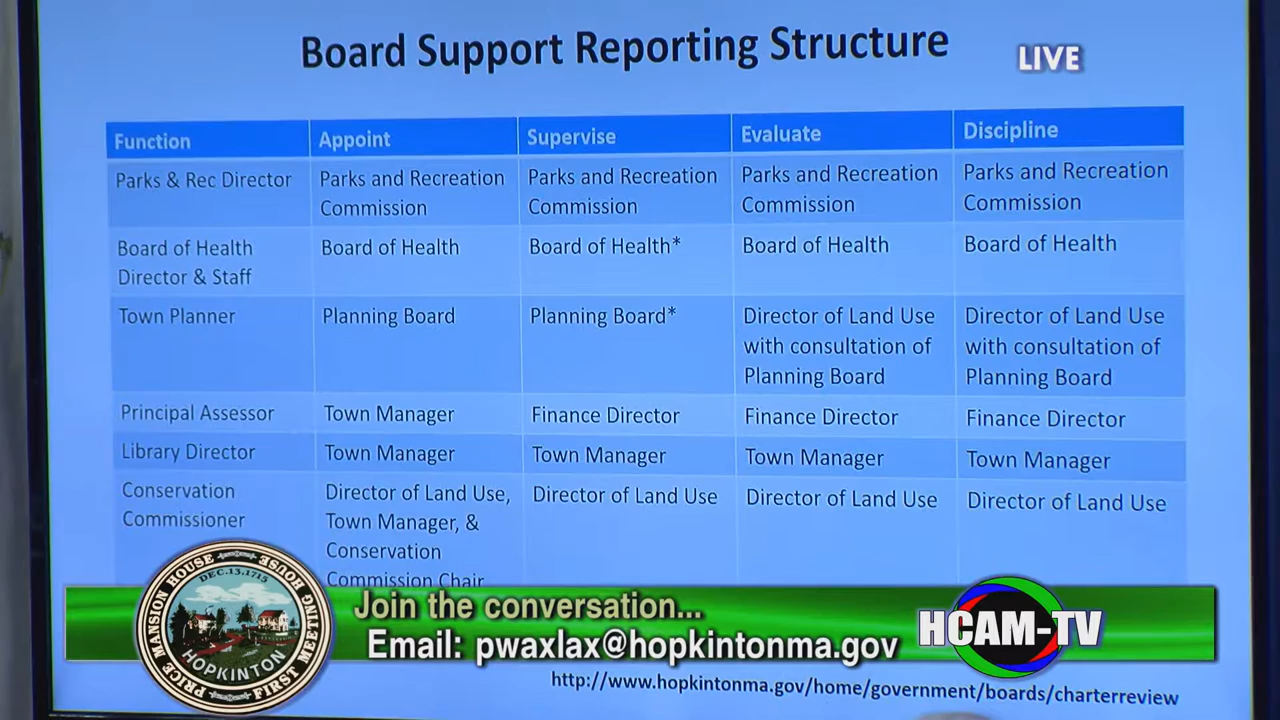 Board Support Reporting Structure
LIVE
Function Appoint Supervise Evaluate Discipline
Parks & Rec Director
Parks and Recreation
Commission
Parks and Recreation
Commission
Parks and Recreation
Commission
Parks and Recreation
Commission
Board of Health
Director & Staff
Board of Health
Board of Health*
Board of Health
Board of Health
Town Planner
Planning Board
Planning Board*
Director of Land Use
with consultation of
Planning Board
Director of Land Use
with consultation of
Planning Board
Principal Assessor
Town Manager
Finance Director
Finance Director
Finance Director
Library Director
Town Manager
Town Manager
Town Manager
Town Manager
Conservation
Commissioner
Director of Land Use,
Town Manager, &
Conservation
Commission Chair
Director of Land Use
Director of Land Use
Director of Land Use
PRICE MANSION HOUSE HOUSE FIRST MEETING
DEC.13.1715
HOPKINTON
Join the conversation...
Email: pwaxlax@hopkintonma.gov
HCAM-TV
http://www.hopkintonma.gov/home/government/boards/charterreview